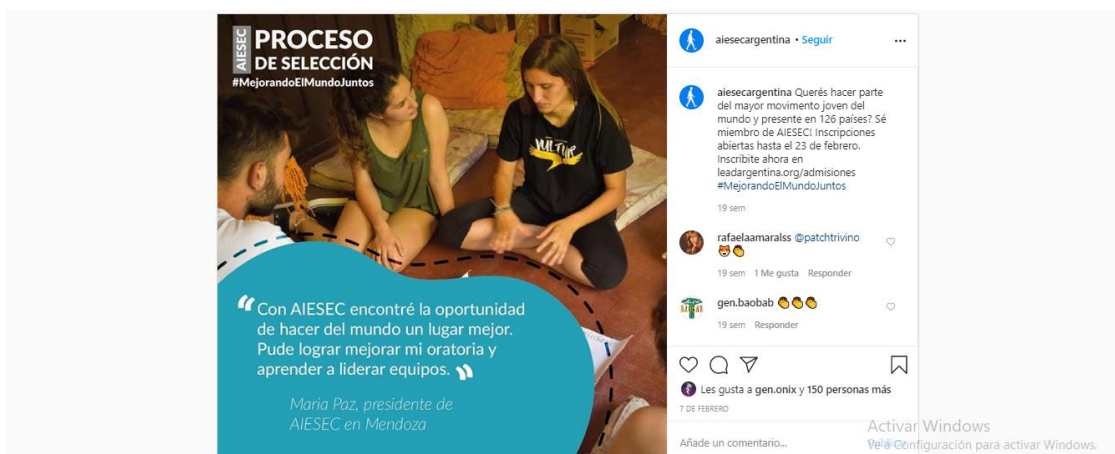 AIESEC
PROCESO
DE SELECCIÓN
#MejorandoElMundoJuntos
VULTUR
“Con AIESEC encontré la oportunidad
de hacer del mundo un lugar mejor.
Pude lograr mejorar mi oratoria y
aprender a liderar equipos.”
Maria Paz, presidente de
AIESEC en Mendoza
aiesecargentina • Seguir
aiesecargentina Querés hacer parte
del mayor movimento joven del
mundo y presente en 126 países? Sé
miembro de AIESEC! Inscripciones
abiertas hasta el 23 de febrero.
Inscribite ahora en
leadargentina.org/admisiones
#MejorandoElMundoJuntos
19 sem
rafaelaamaralss @patchtrivino
19 sem 1 Me gusta Responder
gen.baobab
19 sem Responder
Les gusta a gen.onix y 150 personas más
7 DE FEBRERO
Añade un comentario...
Publicar
Activar Windows
Ve a Configuración para activar Windows.